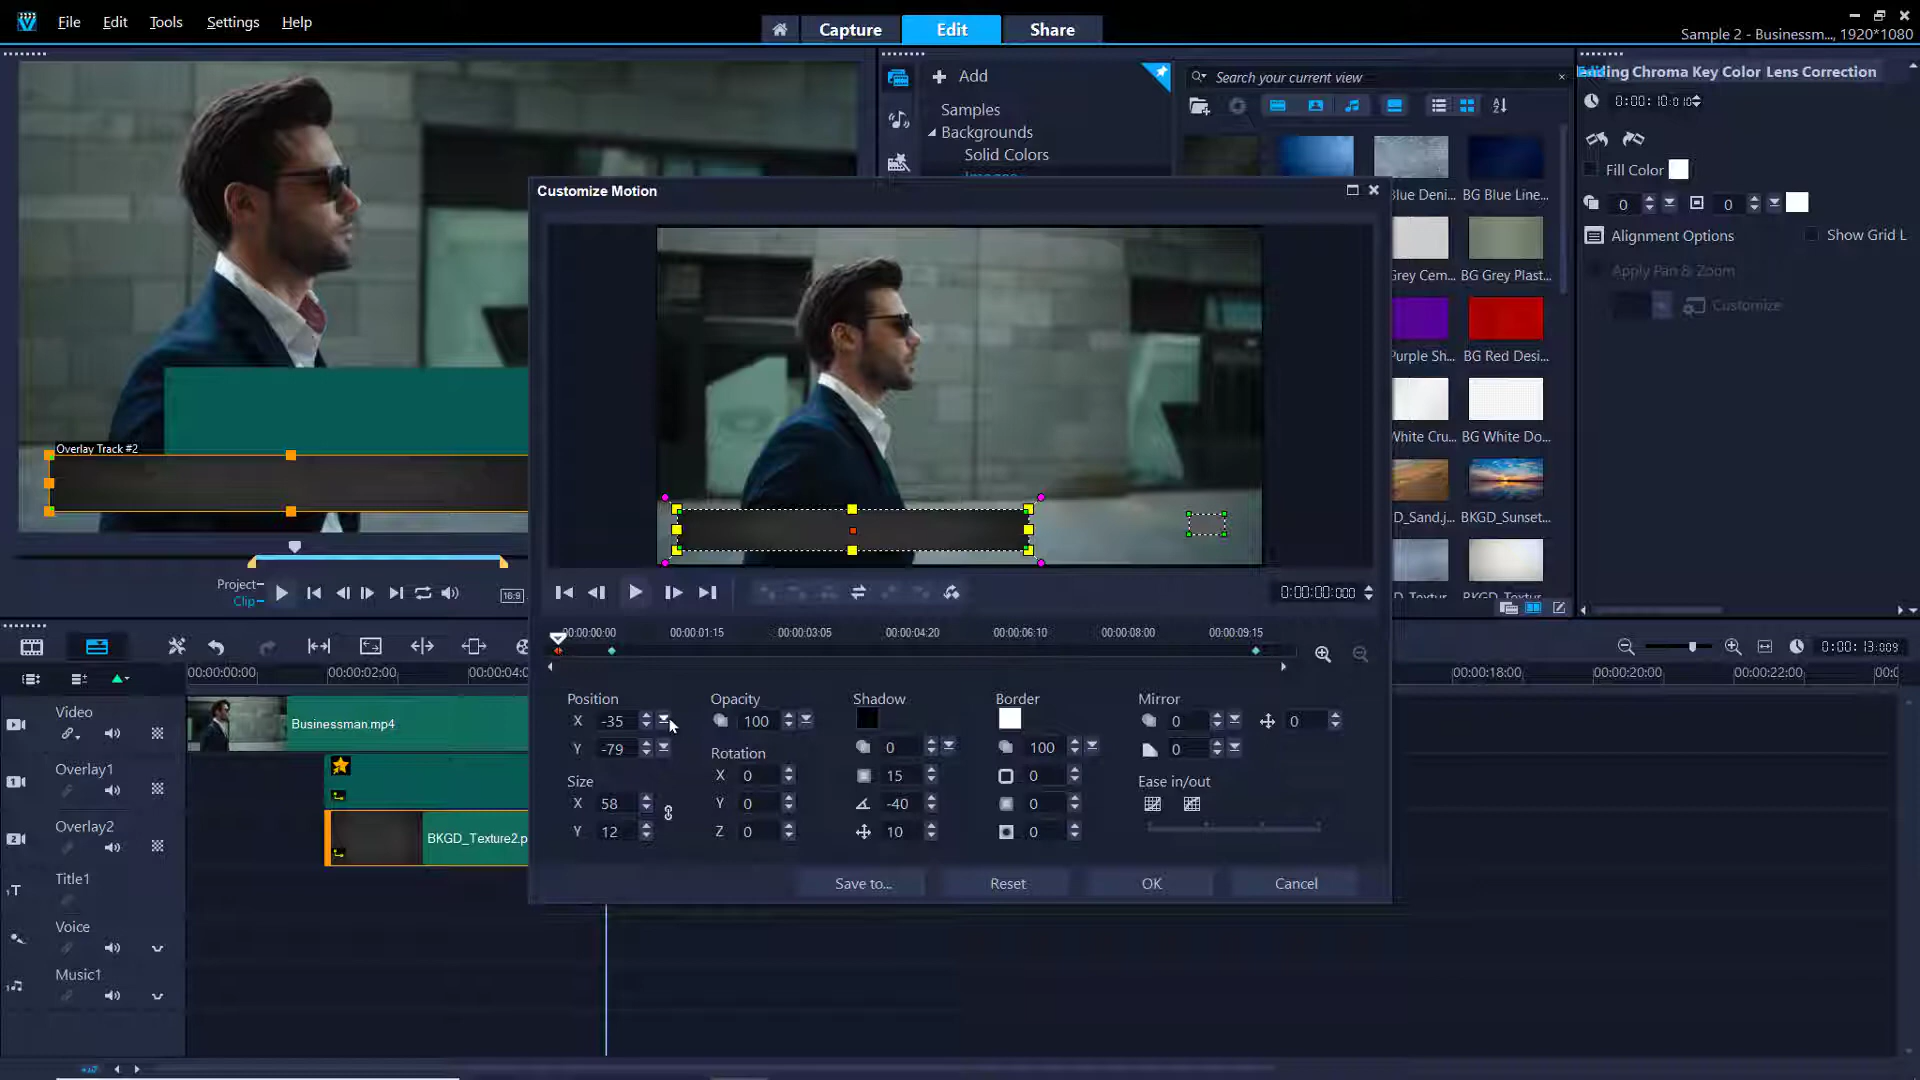 File Edit Tools Settings Help
Capture Edit Share
Sample 2 - Businessm..., 1920*1080
Add
Samples
Backgrounds
Solid Colors
Search your current view
Chroma Key Color Lens Correction
0:00: 10:010
Fill Color
0 0
Alignment Options Show Grid L
Apply Pan & Zoom
Customize
Blue Deni... BG Blue Line...
Grey Cem... BG Grey Plast...
Purple Sh... BG Red Desi...
White Cru... BG White Do...
D_Sand.j... BKGD_Sunset...
Overlay Track #2
Project
Clip
16:9
Customize Motion
0:00:00:000
00:00:00:00 00:00:01:15 00:00:03:05 00:00:04:20 00:00:06:10 00:00:08:00 00:00:09:15
Position Opacity Shadow Border Mirror
X -35 100 0 0
Y -79 Rotation 0 100 0
Size X 0 15 0 Ease in/out
X 58 Y 0 -40 0
Y 12 Z 0 10 0
Save to... Reset OK Cancel
0:00: 13:009
00:00:00:00 00:00:02:00 00:00:04:0 00:00:18:00 00:00:20:00 00:00:22:00 00:0
Video
Businessman.mp4
Overlay1
Overlay2
BKGD_Texture2.p
Title1
Voice
Music1